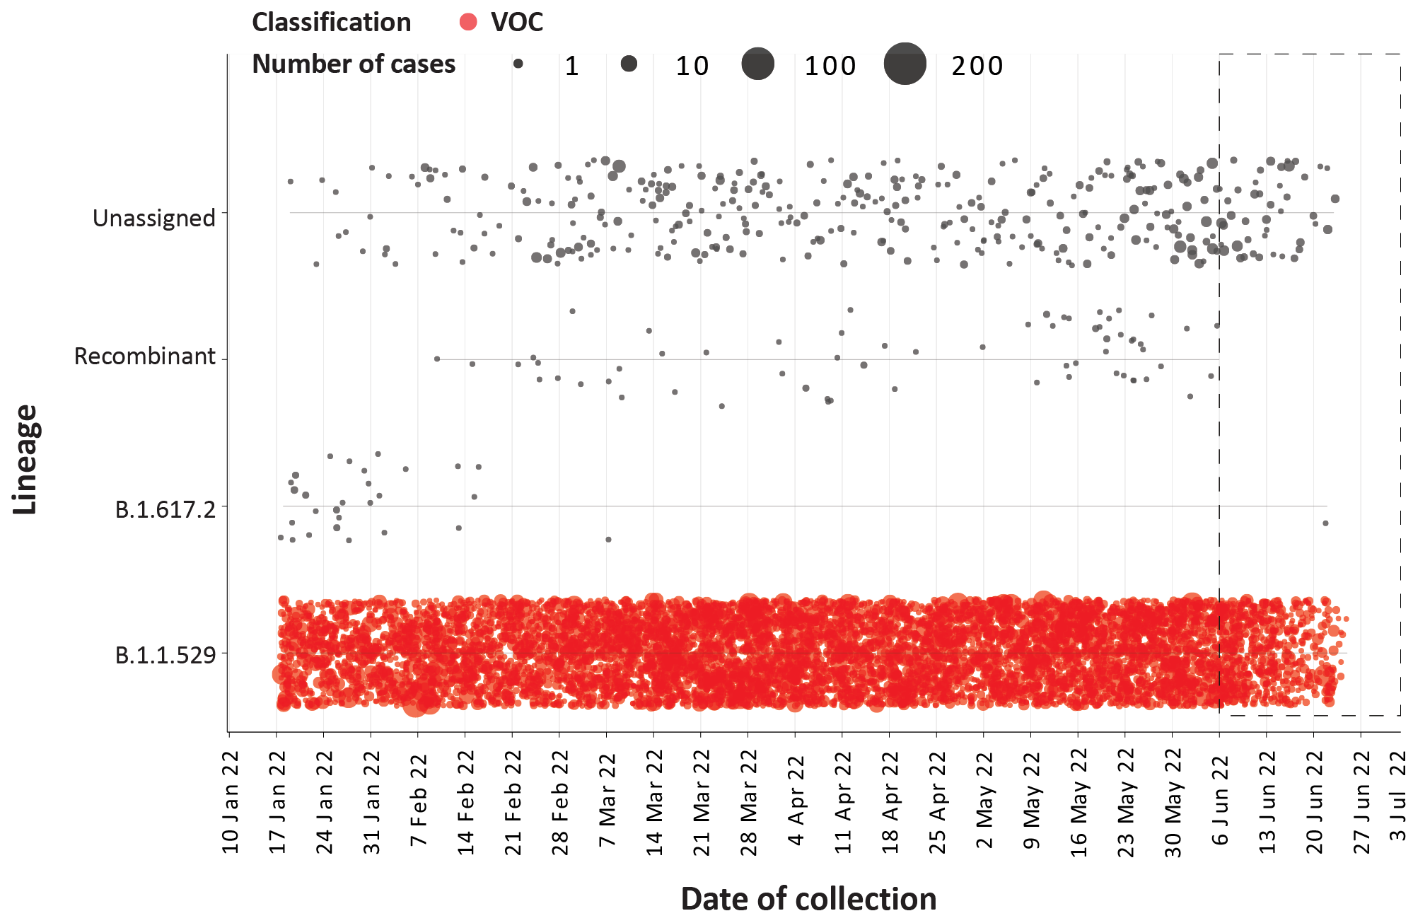 Classification VOC
Number of cases 1 10 100 200
Unassigned
Recombinant
B.1.617.2
B.1.1.529
Lineage
10 Jan 22
17 Jan 22
24 Jan 22
31 Jan 22
7 Feb 22
14 Feb 22
21 Feb 22
28 Feb 22
7 Mar 22
14 Mar 22
21 Mar 22
28 Mar 22
4 Apr 22
11 Apr 22
18 Apr 22
25 Apr 22
2 May 22
9 May 22
16 May 22
23 May 22
30 May 22
6 Jun 22
13 Jun 22
20 Jun 22
27 Jun 22
3 Jul 22
Date of collection